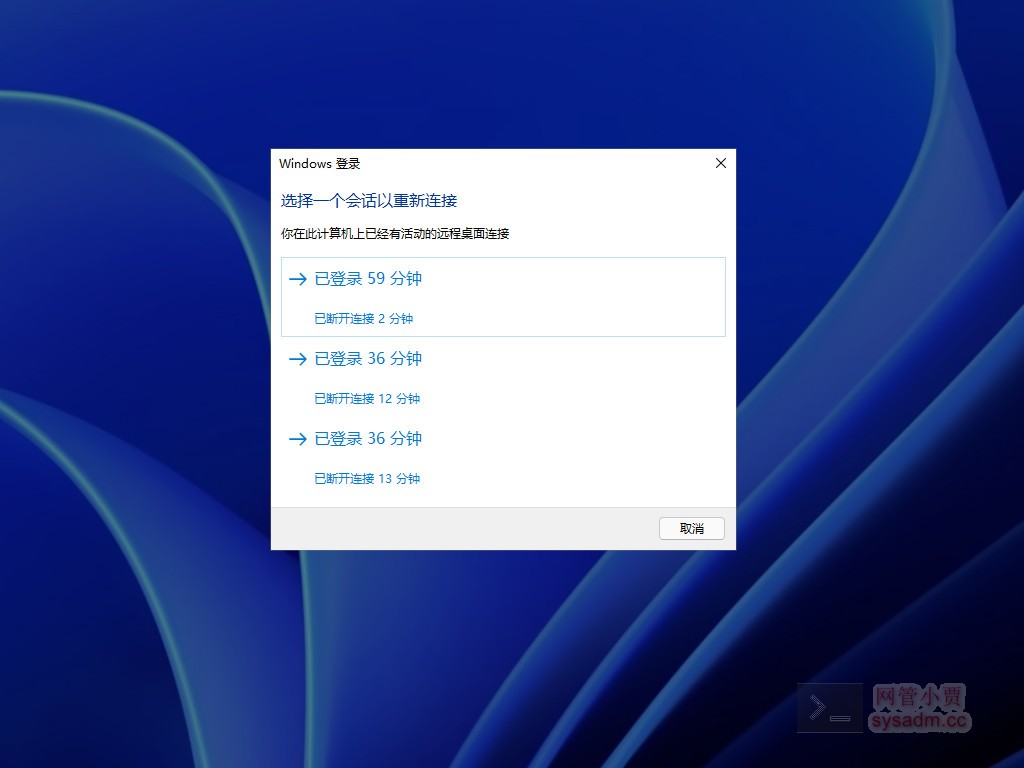 Windows 登录
选择一个会话以重新连接
你在此计算机上已经有活动的远程桌面连接
已登录 59 分钟
已断开连接 2 分钟
已登录 36 分钟
已断开连接 12 分钟
已登录 36 分钟
已断开连接 13 分钟
取消
网管小贾
sysadm.cc